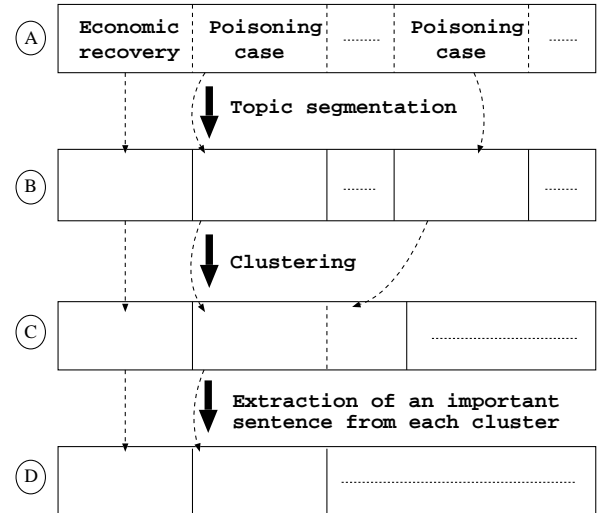 A
Economic
recovery
Poisoning
case
Poisoning
case
Topic segmentation
B
Clustering
C
Extraction of an important
sentence from each cluster
D